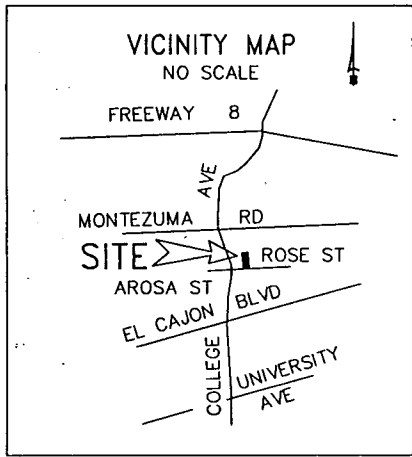 VICINITY MAP
NO SCALE
FREEWAY 8
AVE
MONTEZUMA RD
SITE
ROSE ST
AROSA ST
EL CAJON BLVD
COLLEGE
UNIVERSITY
AVE